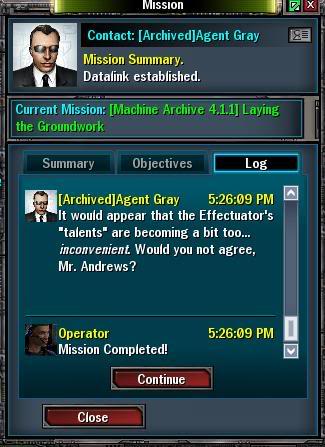 Mission
Contact: [Archived]Agent Gray
Mission Summary.
Datalink established.
Current Mission: [Machine Archive 4.1.1] Laying
the Groundwork
Summary
Objectives
Log
[Archived]Agent Gray 5:26:09 PM
It would appear that the Effectuator's
"talents" are becoming a bit too...
inconvenient. Would you not agree,
Mr. Andrews?
Operator 5:26:09 PM
Mission Completed!
Continue
Close